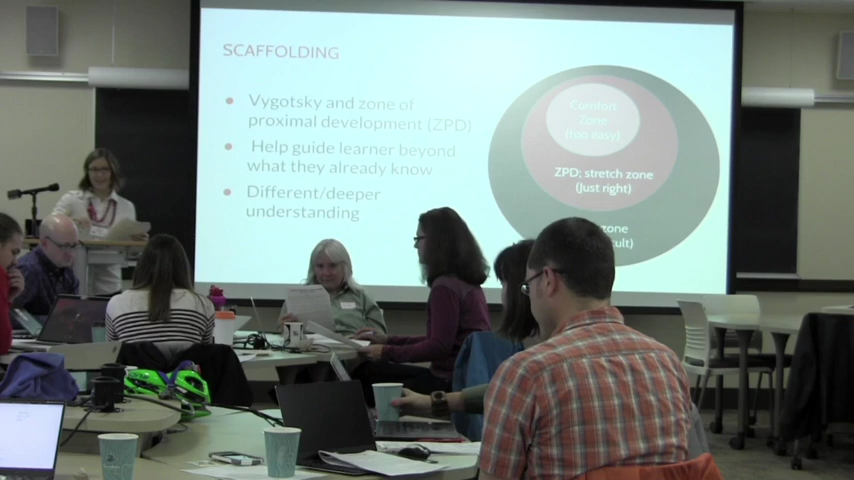 SCAFFOLDING
Vygotsky and zone of
proximal development (ZPD)
Help guide learner beyond
what they already know
Different/deeper
understanding
Comfort
Zone
(too easy)
ZPD; stretch zone
(Just right)
zone